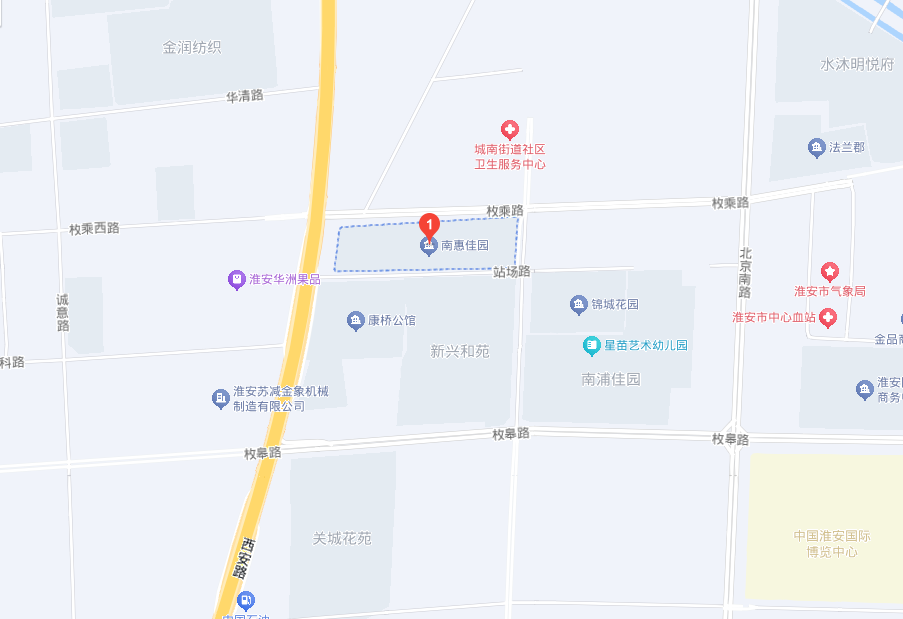 金润纺织
水沐明悦府
华清路
城南街道社区
卫生服务中心
法兰郡
枚乘西路
枚乘路
枚乘路
1
南惠佳园
站场路
北京南路
淮安华洲果品
淮安市气象局
诚意路
锦城花园
淮安市中心血站
康桥公馆
金品商
新兴和苑
星苗艺术幼儿园
科路
南浦佳园
淮安苏减金象机械
制造有限公司
淮安
商务
枚皋路
枚皋路
枚皋路
关城花苑
中国淮安国际
博览中心
西安路
中国石油